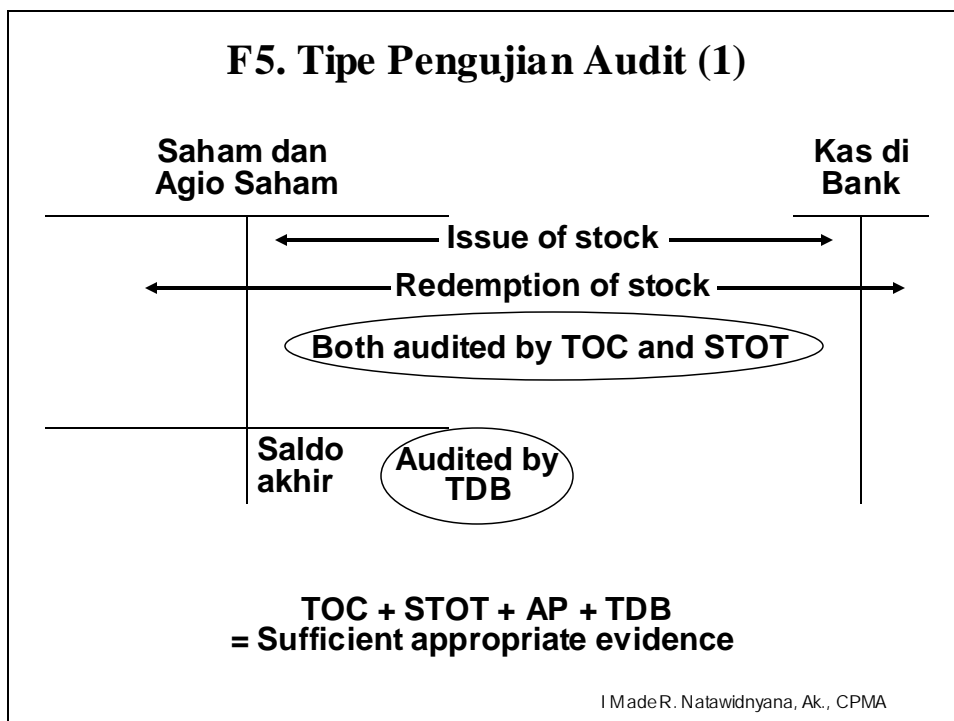 F5. Tipe Pengujian Audit (1)
Saham dan
Agio Saham
Kas di
Bank
Issue of stock
Redemption of stock
Both audited by TOC and STOT
Saldo
akhir
Audited by
TDB
TOC + STOT + AP + TDB
= Sufficient appropriate evidence
I Made R. Natawidnyana, Ak., CPMA